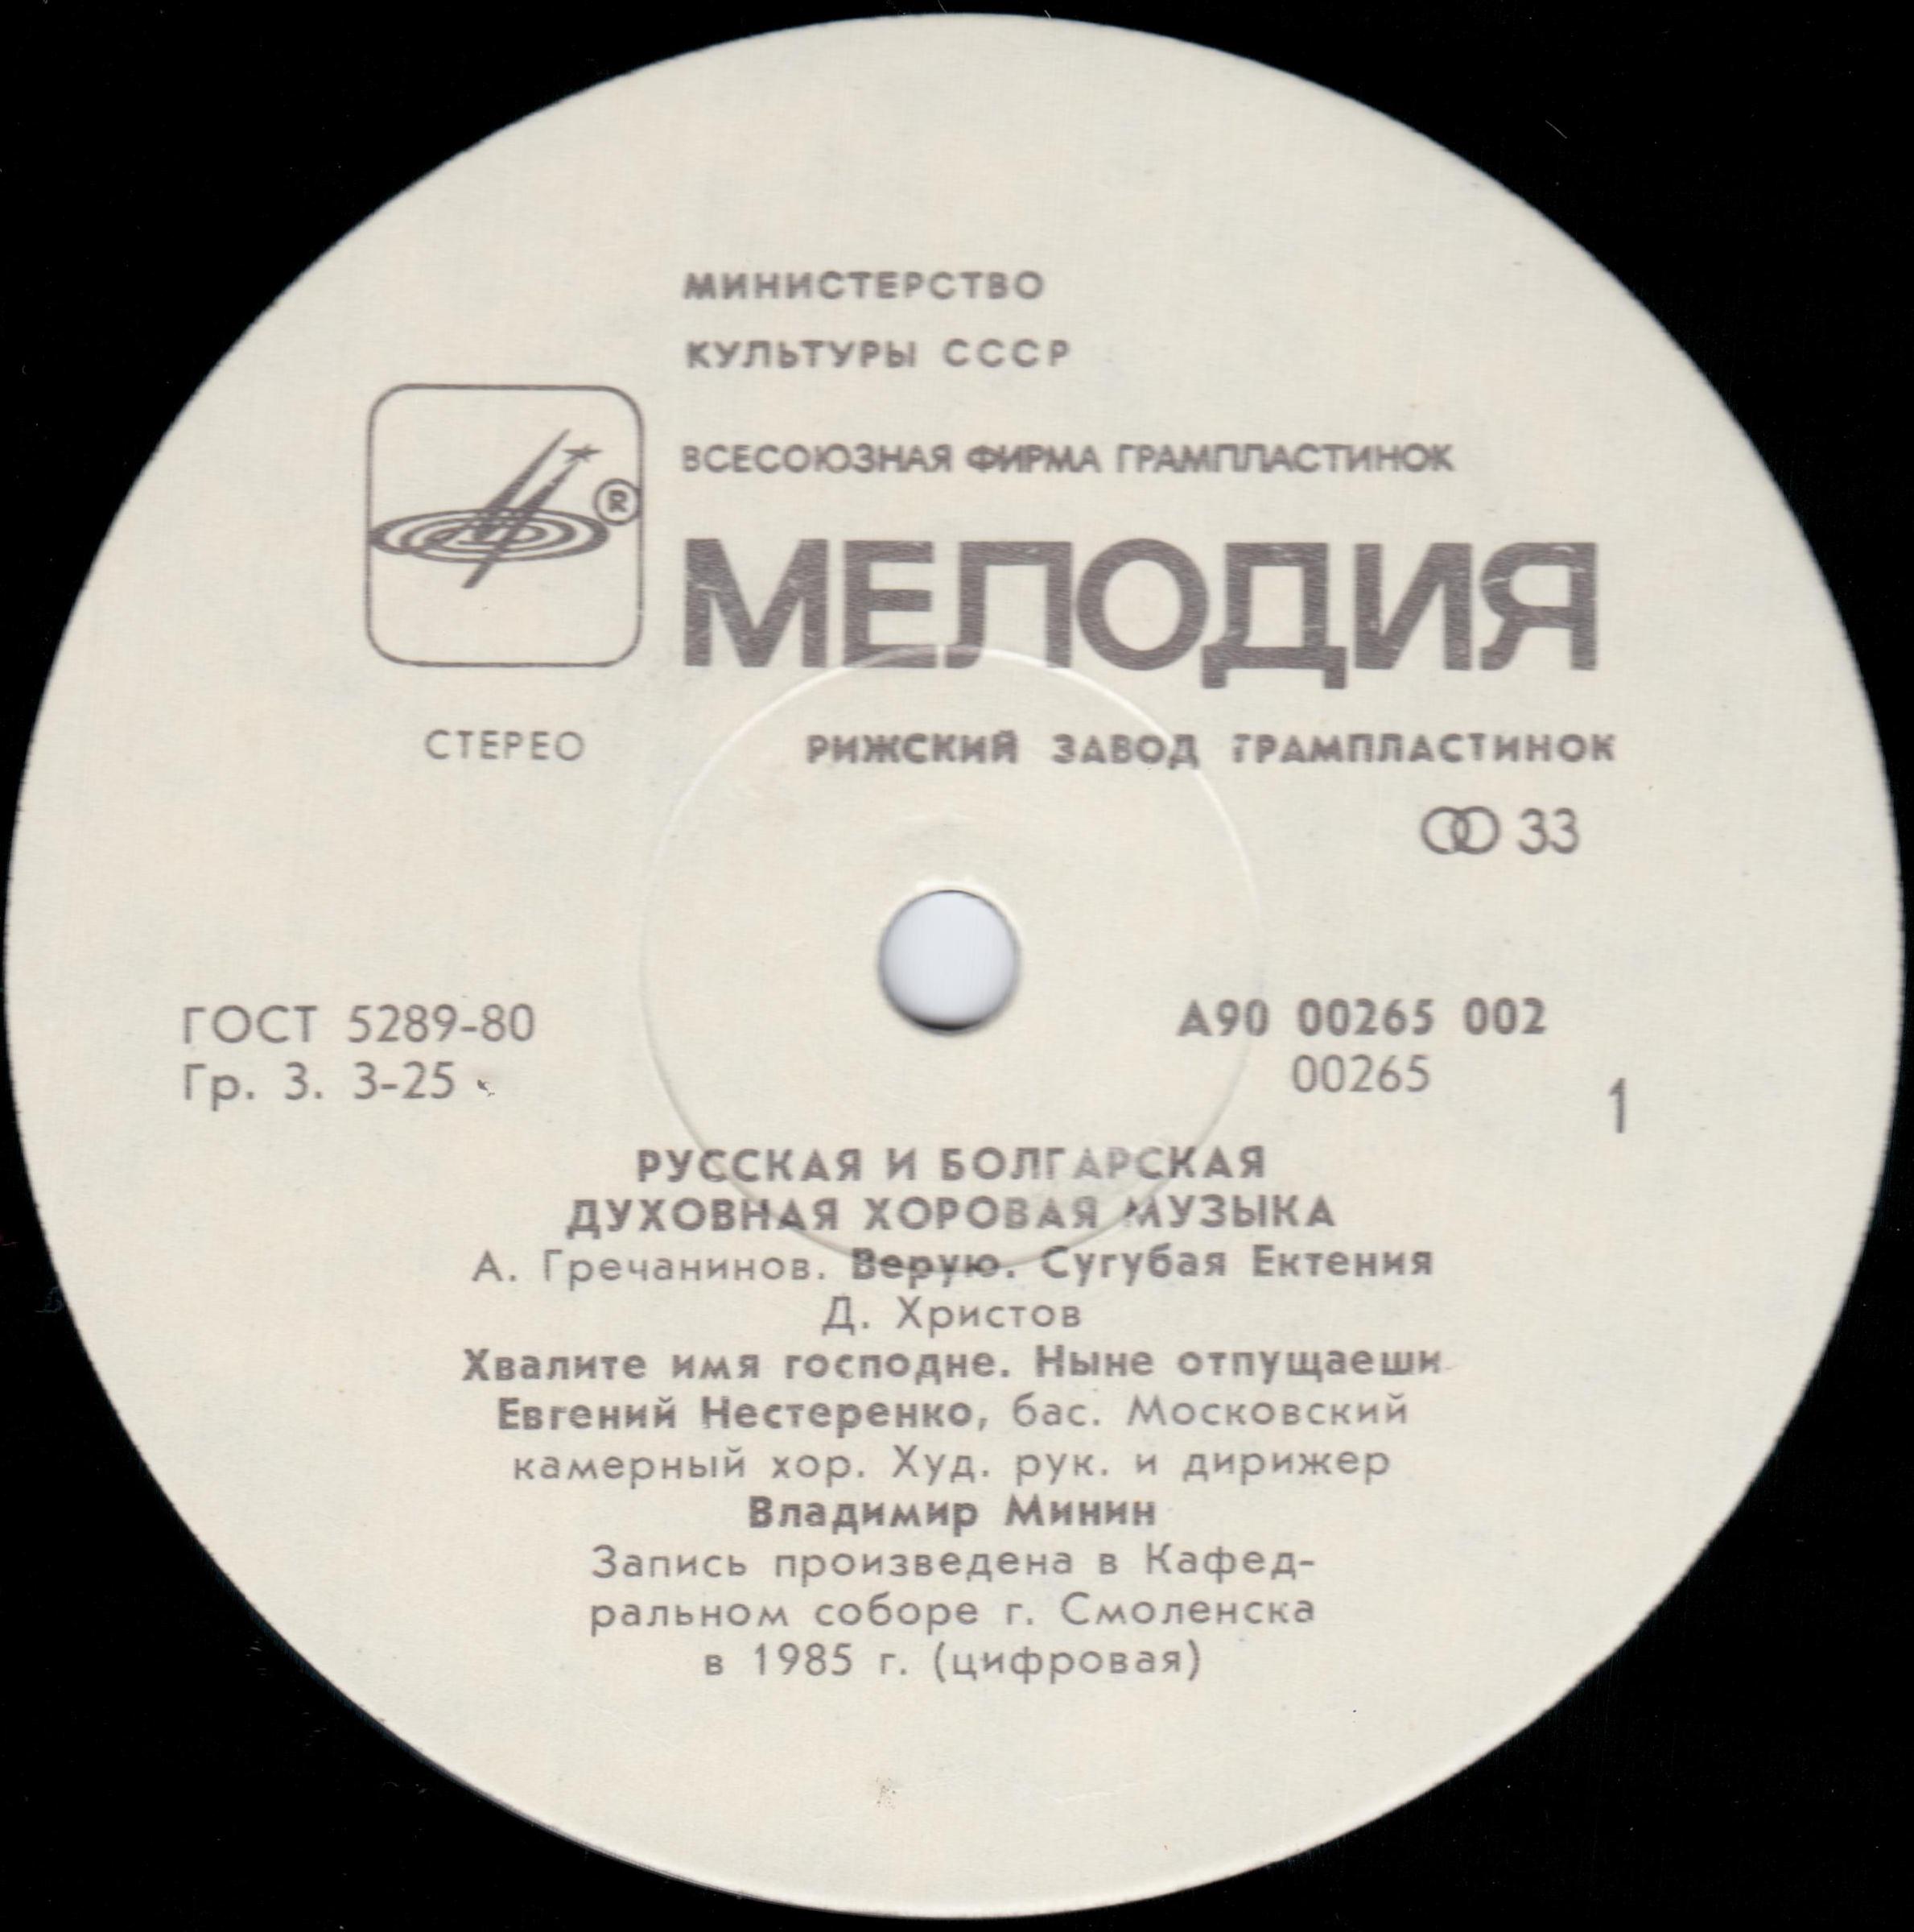 МИНИСТЕРСТВО
КУЛЬТУРЫ СССР
ВСЕСОЮЗНАЯ ФИРМА ГРАМПЛАСТИНОК
®
МЕЛОДИЯ
СТЕРЕО
РИЖСКИЙ ЗАВОД ГРАМПЛАСТИНОК
33
ГОСТ 5289-80
Гр. 3. 3-25
А90 00265 002
00265
1
РУССКАЯ И БОЛГАРСКАЯ
ДУХОВНАЯ ХОРОВАЯ МУЗЫКА
А. Гречанинов. Верую. Сугубая Ектения
Д. Христов
Хвалите имя господне. Ныне отпущаеши
Евгений Нестеренко, бас. Московский
камерный хор. Худ. рук. и дирижер
Владимир Минин
Запись произведена в Кафед-
ральном соборе г. Смоленска
в 1985 г. (цифровая)